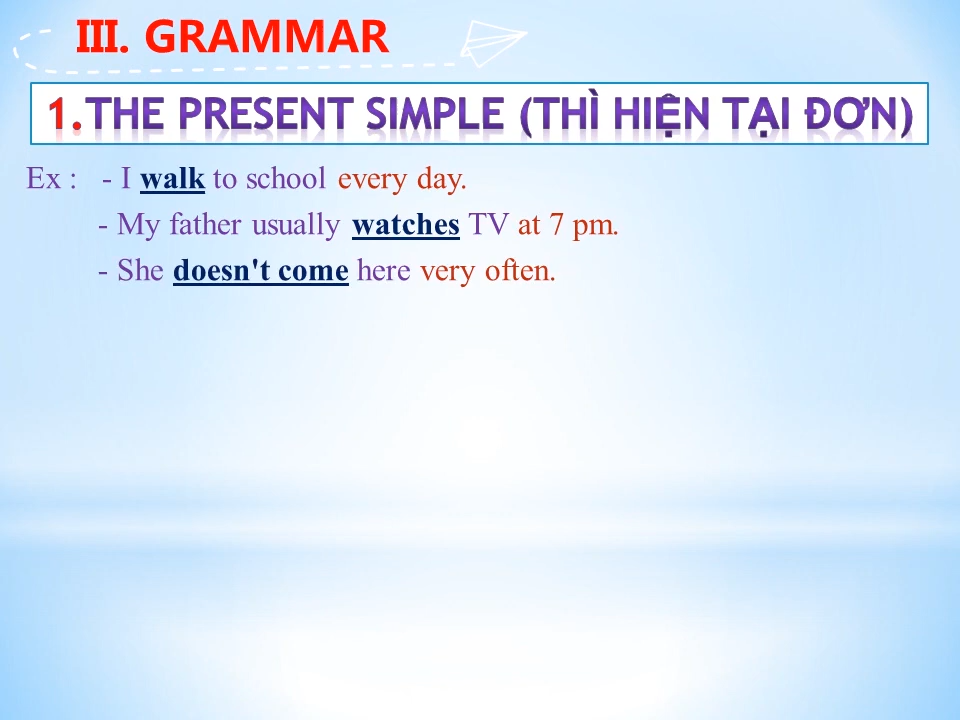 III. GRAMMAR
1.THE PRESENT SIMPLE (THÌ HIỆN TẠI ĐƠN)
Ex : - I walk to school every day.
- My father usually watches TV at 7 pm.
- She doesn't come here very often.